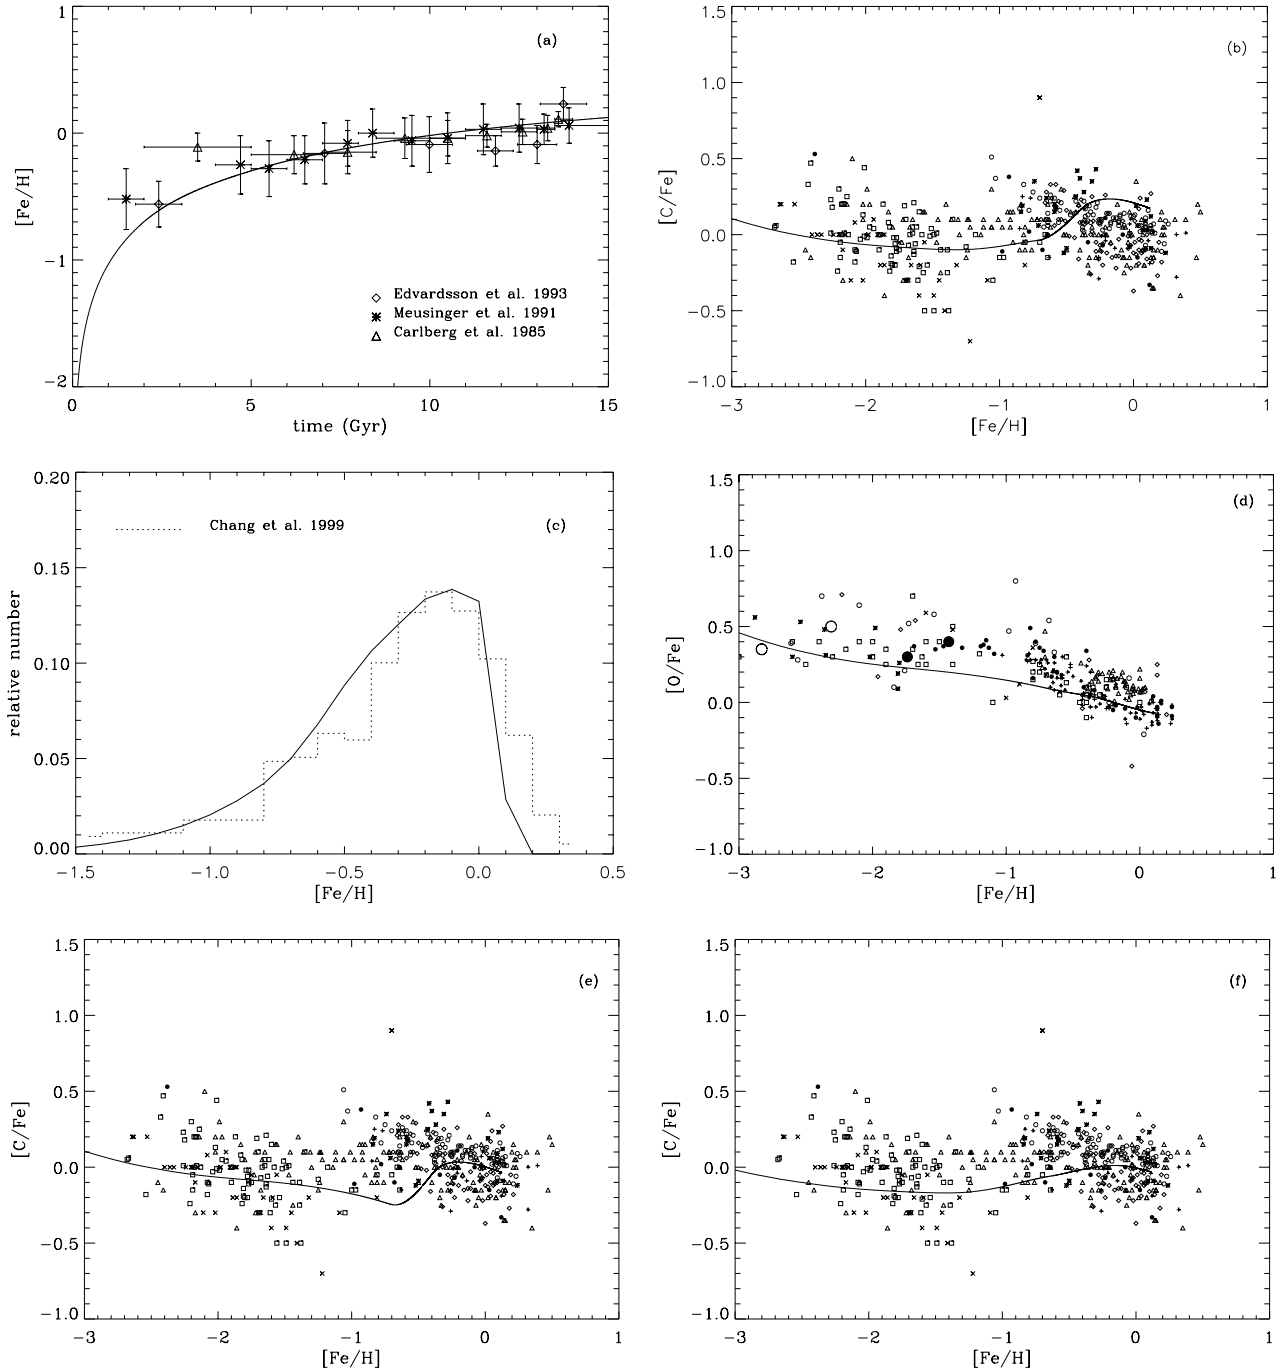 1
0
−1
−2
[Fe/H]
(a)
Edvardsson et al. 1993
Meusinger et al. 1991
Carlberg et al. 1985
0 5 10 15
time (Gyr)
1.5
1.0
0.5
0.0
−0.5
−1.0
[C/Fe]
(b)
−3 −2 −1 0 1
[Fe/H]
0.20
0.15
0.10
0.05
0.00
relative number
Chang et al. 1999
(c)
−1.5 −1.0 −0.5 0.0 0.5
[Fe/H]
1.5
1.0
0.5
0.0
−0.5
−1.0
[O/Fe]
(d)
−3 −2 −1 0 1
[Fe/H]
1.5
1.0
0.5
0.0
−0.5
−1.0
[C/Fe]
(e)
−3 −2 −1 0 1
[Fe/H]
1.5
1.0
0.5
0.0
−0.5
−1.0
[C/Fe]
(f)
−3 −2 −1 0 1
[Fe/H]